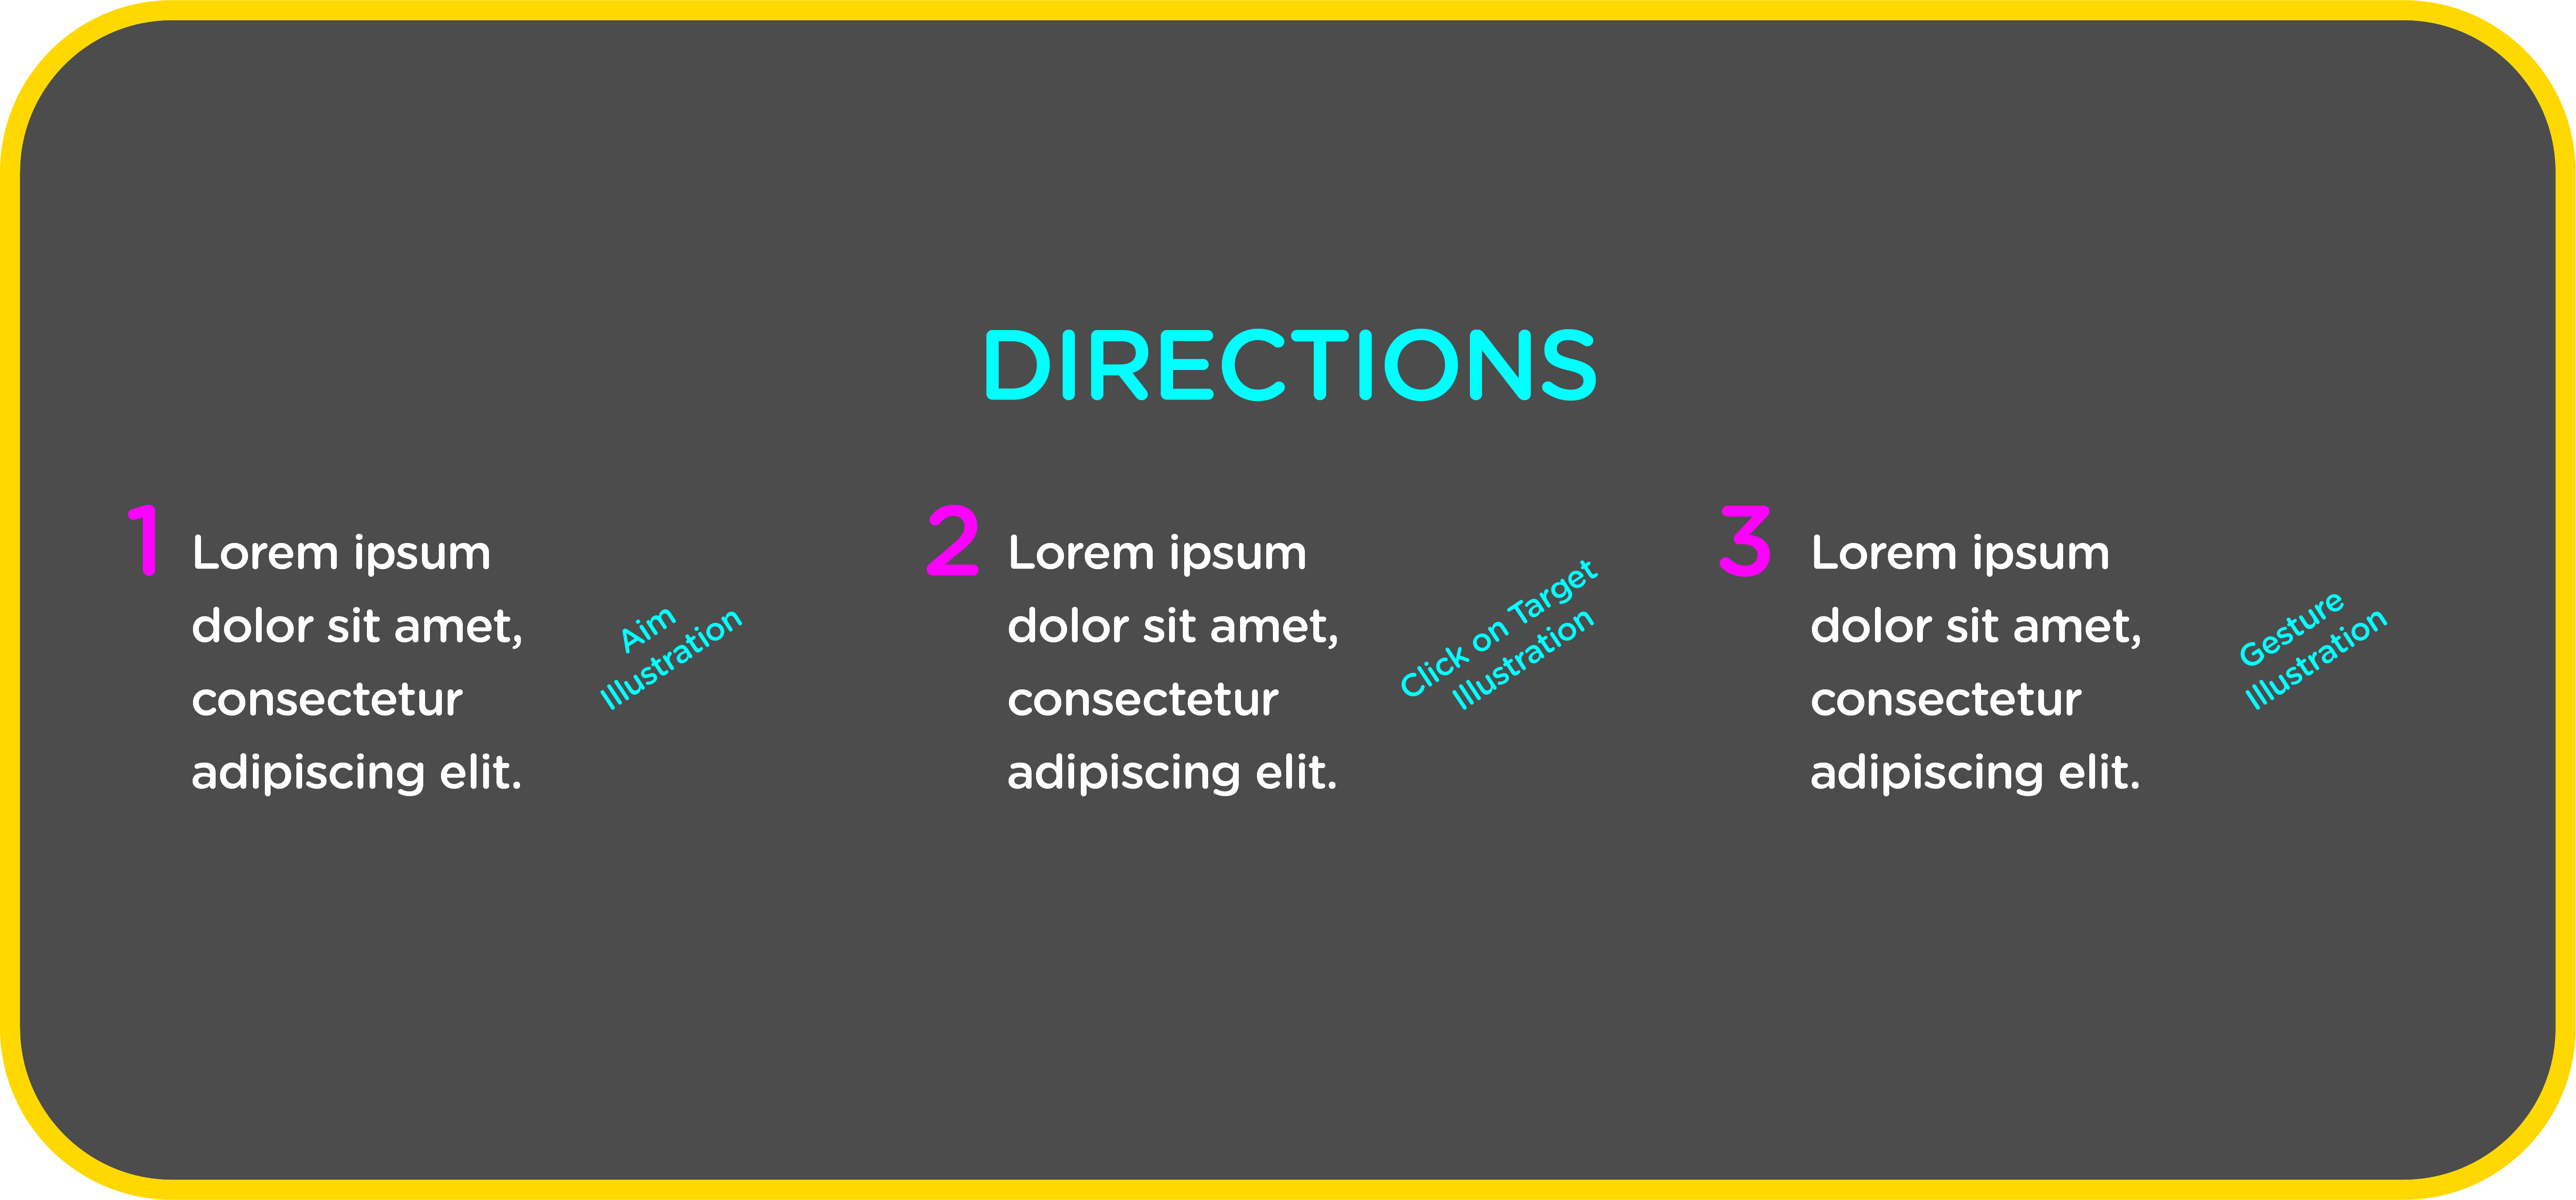 DIRECTIONS
1
Lorem ipsum
dolor sit amet,
consectetur
adipiscing elit.
Aim
Illustration
2
Lorem ipsum
dolor sit amet,
consectetur
adipiscing elit.
Click on Target
Illustration
3
Lorem ipsum
dolor sit amet,
consectetur
adipiscing elit.
Gesture
Illustration